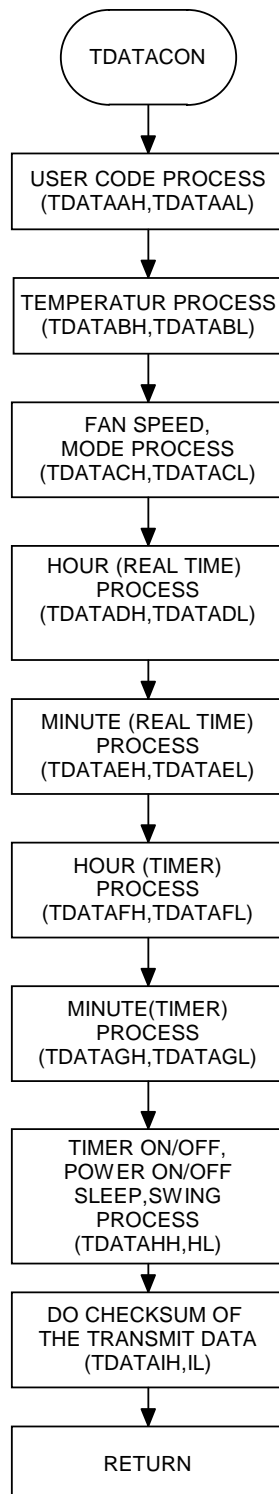 TDATACON
USER CODE PROCESS
(TDATAAH,TDATAAL)
TEMPERATUR PROCESS
(TDATABH,TDATABL)
FAN SPEED,
MODE PROCESS
(TDATACH,TDATACL)
HOUR (REAL TIME)
PROCESS
(TDATADH,TDATADL)
MINUTE (REAL TIME)
PROCESS
(TDATAEH,TDATAEL)
HOUR (TIMER)
PROCESS
(TDATAFH,TDATAFL)
MINUTE(TIMER)
PROCESS
(TDATAGH,TDATAGL)
TIMER ON/OFF,
POWER ON/OFF
SLEEP,SWING
PROCESS
(TDATAHH,HL)
DO CHECKSUM OF
THE TRANSMIT DATA
(TDATAIH,IL)
RETURN